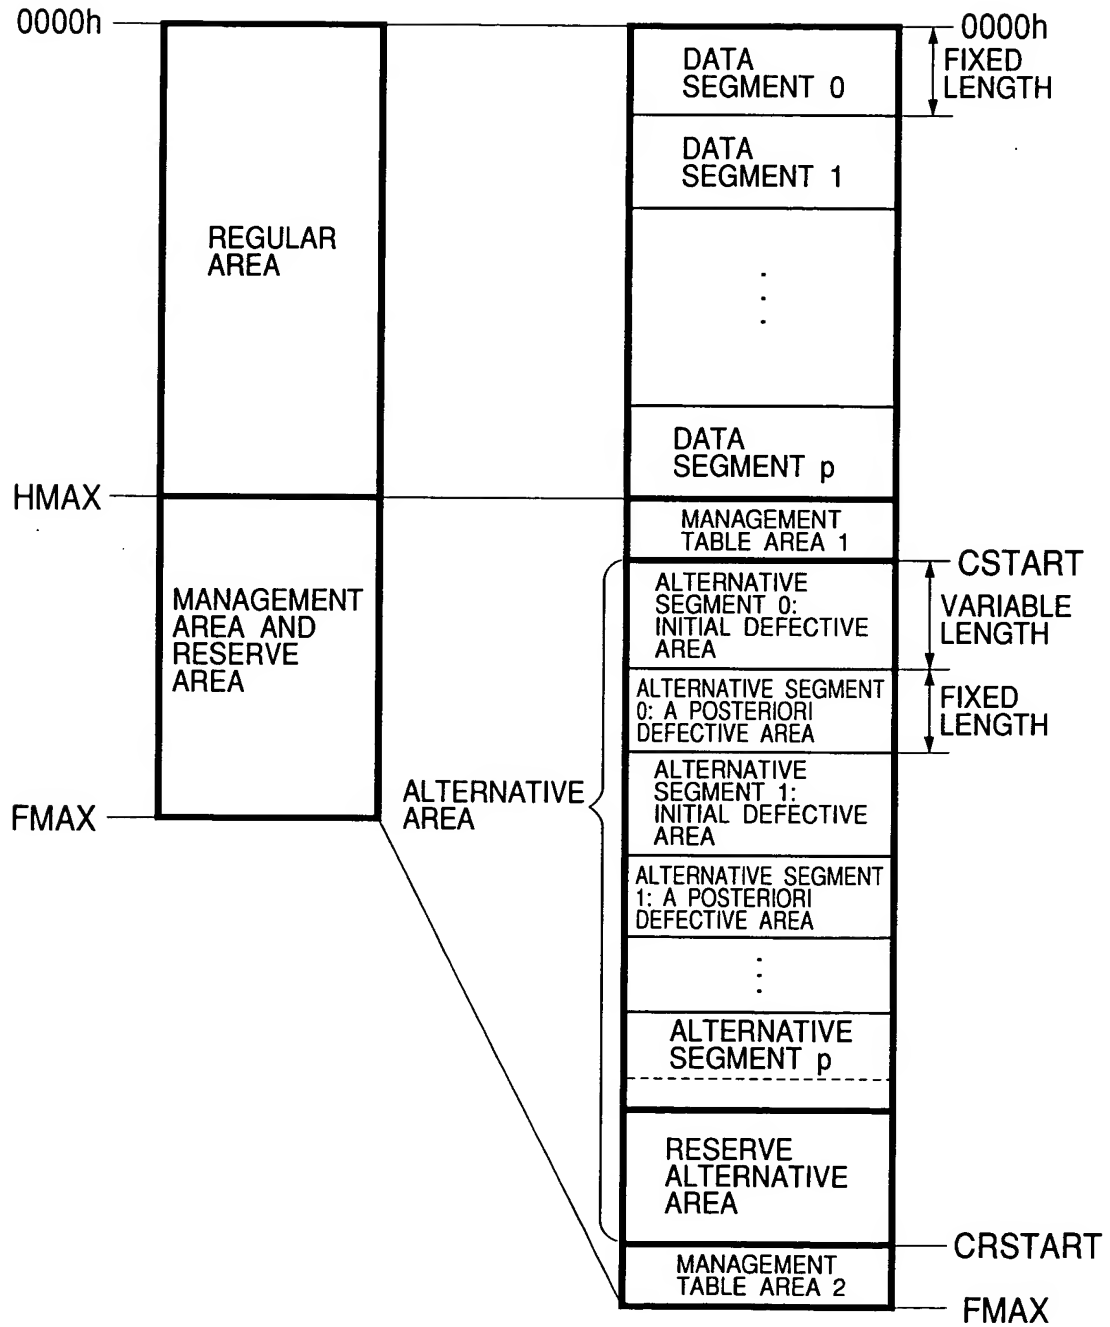 0000h
REGULAR
AREA
HMAX
MANAGEMENT
AREA AND
RESERVE
AREA
FMAX
ALTERNATIVE
AREA
0000h
DATA
SEGMENT 0
FIXED
LENGTH
DATA
SEGMENT 1
DATA
SEGMENT p
MANAGEMENT
TABLE AREA 1
CSTART
ALTERNATIVE
SEGMENT 0:
INITIAL DEFECTIVE
AREA
VARIABLE
LENGTH
ALTERNATIVE SEGMENT
0: A POSTERIORI
DEFECTIVE AREA
FIXED
LENGTH
ALTERNATIVE
SEGMENT 1:
INITIAL DEFECTIVE
AREA
ALTERNATIVE SEGMENT
1: A POSTERIORI
DEFECTIVE AREA
ALTERNATIVE
SEGMENT p
RESERVE
ALTERNATIVE
AREA
CRSTART
MANAGEMENT
TABLE AREA 2
FMAX